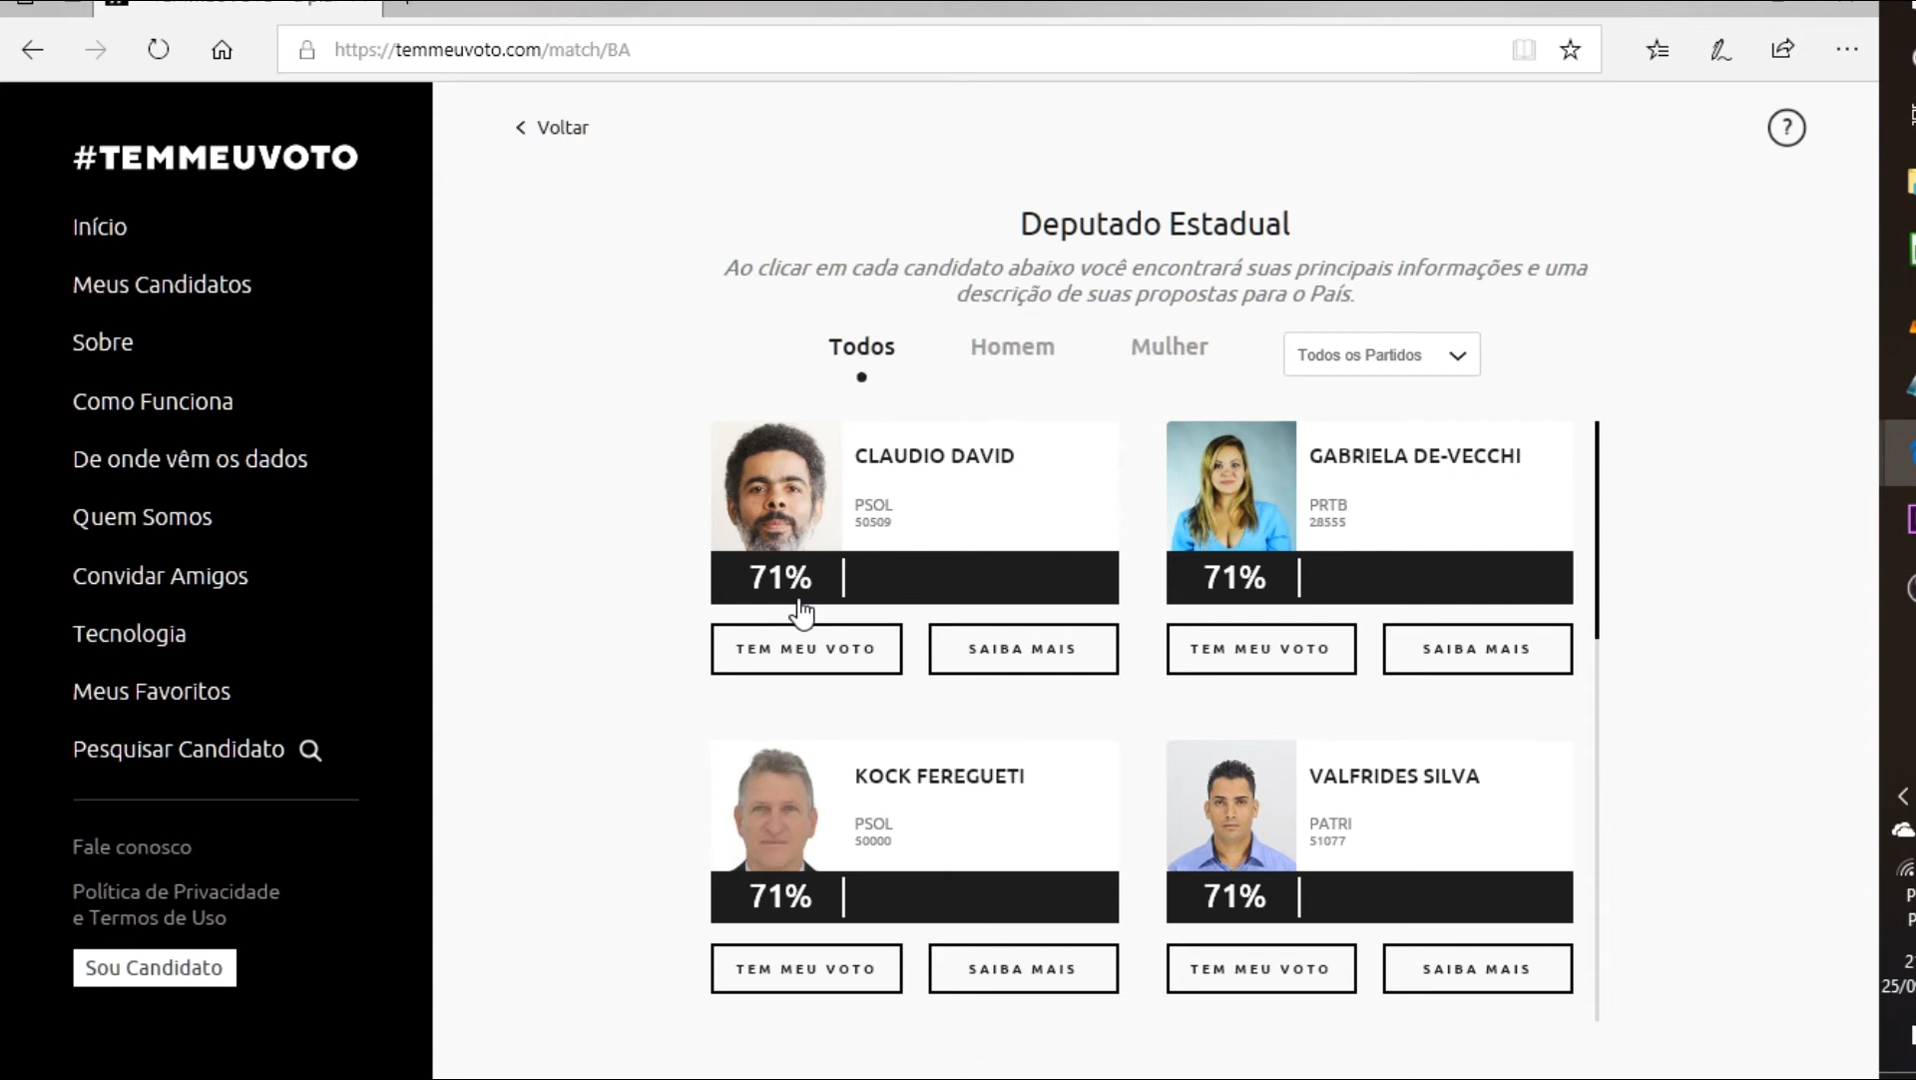 https://temmeuvoto.com/match/BA
#TEMMEUVOTO
Início
Meus Candidatos
Sobre
Como Funciona
De onde vêm os dados
Quem Somos
Convidar Amigos
Tecnologia
Meus Favoritos
Pesquisar Candidato
Fale conosco
Política de Privacidade
e Termos de Uso
Sou Candidato
Voltar
?
Deputado Estadual
Ao clicar em cada candidato abaixo você encontrará suas principais informações e uma
descrição de suas propostas para o País.
Todos Homem Mulher Todos os Partidos
CLAUDIO DAVID
PSOL
50509
71%
TEM MEU VOTO SAIBA MAIS
GABRIELA DE-VECCHI
PRTB
28555
71%
TEM MEU VOTO SAIBA MAIS
KOCK FEREGUETI
PSOL
50000
71%
TEM MEU VOTO SAIBA MAIS
VALFRIDES SILVA
PATRI
51077
71%
TEM MEU VOTO SAIBA MAIS